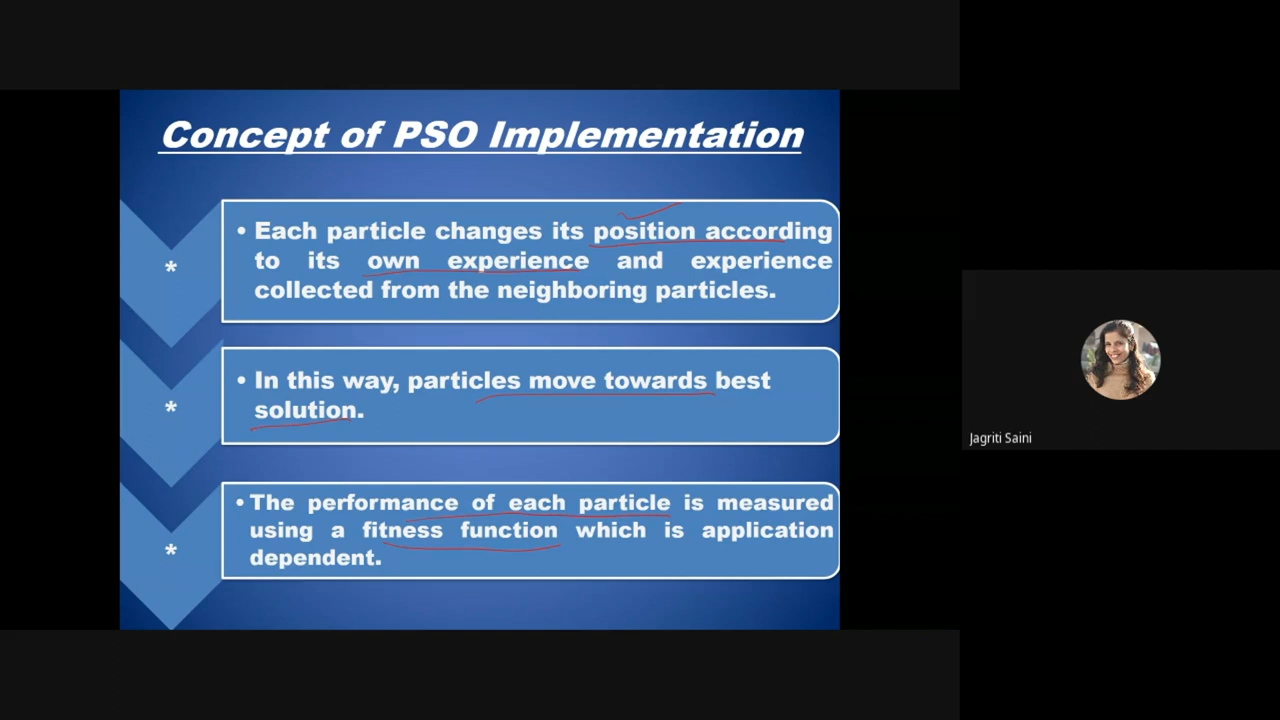 Concept of PSO Implementation
* • Each particle changes its position according
to its own experience and experience
collected from the neighboring particles.
* • In this way, particles move towards best
solution.
* • The performance of each particle is measured
using a fitness function which is application
dependent.
Jagriti Saini